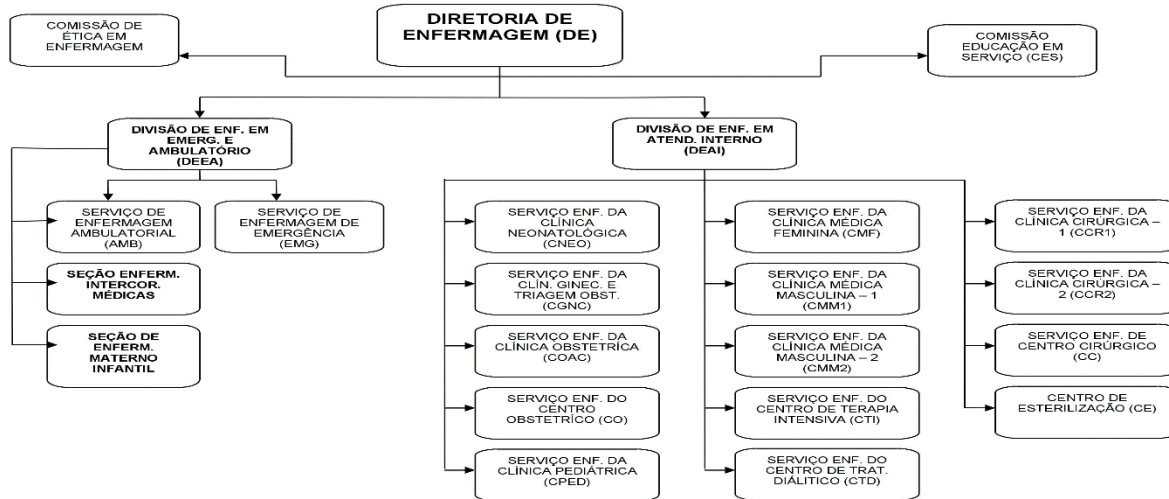 COMISSÃO DE
ÉTICA EM
ENFERMAGEM
DIRETORIA DE
ENFERMAGEM (DE)
COMISSÃO
EDUCAÇÃO EM
SERVIÇO (CES)
DIVISÃO DE ENF. EM
EMERG. E
AMBULATÓRIO
(DEEA)
DIVISÃO DE ENF. EM
ATEND. INTERNO
(DEAI)
SERVIÇO DE
ENFERMAGEM
AMBULATORIAL
(AMB)
SERVIÇO DE
ENFERMAGEM DE
EMERGÊNCIA
(EMG)
SEÇÃO ENFERM.
INTERCOR.
MÉDICAS
SEÇÃO DE
ENFERM.
MATERNO
INFANTIL
SERVIÇO ENF. DA
CLÍNICA
NEONATOLÓGICA
(CNEO)
SERVIÇO ENF. DA
CLÍN. GINEC. E
TRIAGEM OBST.
(CGNC)
SERVIÇO ENF. DA
CLÍNICA OBSTETRÍCA
(COAC)
SERVIÇO ENF. DO
CENTRO
OBSTETRÍCO (CO)
SERVIÇO ENF. DA
CLÍNICA PEDIÁTRICA
(CPED)
SERVIÇO ENF. DA
CLÍNICA MÉDICA
FEMININA (CMF)
SERVIÇO ENF. DA
CLÍNICA MÉDICA
MASCULINA – 1
(CMM1)
SERVIÇO ENF. DA
CLÍNICA MÉDICA
MASCULINA – 2
(CMM2)
SERVIÇO ENF. DO
CENTRO DE TERAPIA
INTENSIVA (CTI)
SERVIÇO ENF. DO
CENTRO DE TRAT.
DIÁLITICO (CTD)
SERVIÇO ENF. DA
CLÍNICA CIRÚRGICA –
1 (CCR1)
SERVIÇO ENF. DA
CLÍNICA CIRÚRGICA –
2 (CCR2)
SERVIÇO ENF. DE
CENTRO CIRÚRGICO
(CC)
CENTRO DE
ESTERILIZAÇÃO (CE)